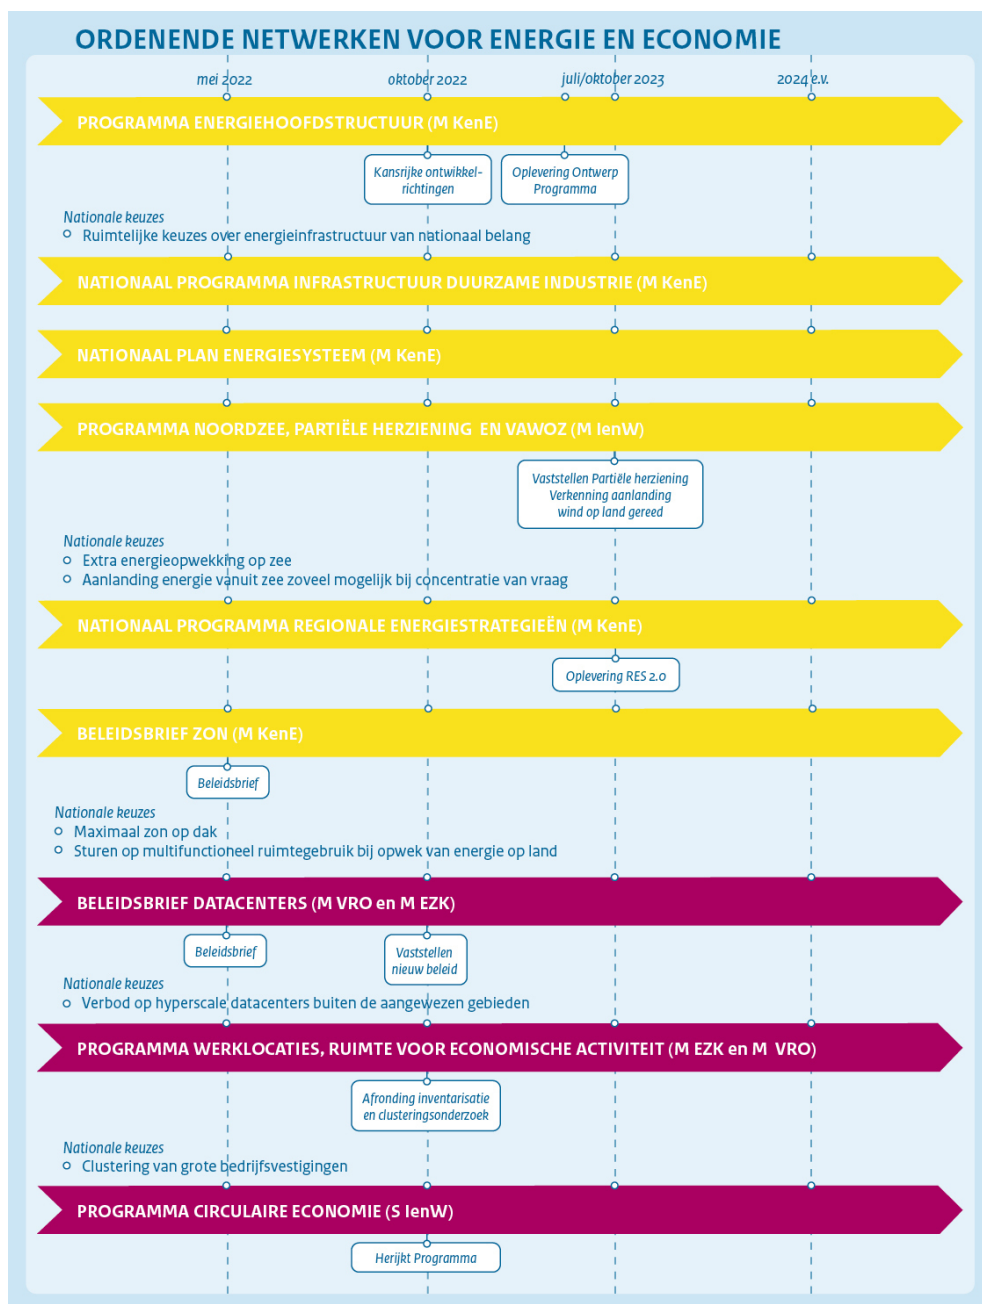 ORDENENDE NETWERKEN VOOR ENERGIE EN ECONOMIE
mei 2022 oktober 2022 juli/oktober 2023 2024 e.v.
PROGRAMMA ENERGIEHOOFDSTRUCTUUR (M KenE)
Kansrijke ontwikkel-
richtingen
Oplevering Ontwerp
Programma
Nationale keuzes
Ruimtelijke keuzes over energieinfrastructuur van nationaal belang
NATIONAAL PROGRAMMA INFRASTRUCTUUR DUURZAME INDUSTRIE (M KenE)
NATIONAAL PLAN ENERGIESYSTEEM (M KenE)
PROGRAMMA NOORDZEE, PARTIËLE HERZIENING EN VAWOZ (M IenW)
Vaststellen Partiële herziening
Verkenning aanlanding
wind op land gereed
Nationale keuzes
Extra energieopwekking op zee
Aanlanding energie vanuit zee zoveel mogelijk bij concentratie van vraag
NATIONAAL PROGRAMMA REGIONALE ENERGIESTRATEGIEËN (M KenE)
Oplevering RES 2.0
BELEIDSBRIEF ZON (M KenE)
Beleidsbrief
Nationale keuzes
Maximaal zon op dak
Sturen op multifunctioneel ruimtegebruik bij opwek van energie op land
BELEIDSBRIEF DATACENTERS (M VRO en M EZK)
Beleidsbrief
Vaststellen
nieuw beleid
Nationale keuzes
Verbod op hyperscale datacenters buiten de aangewezen gebieden
PROGRAMMA WERKLOCATIES, RUIMTE VOOR ECONOMISCHE ACTIVITEIT (M EZK en M VRO)
Afronding inventarisatie
en clusteringsonderzoek
Nationale keuzes
Clustering van grote bedrijfsvestigingen
PROGRAMMA CIRCULAIRE ECONOMIE (S IenW)
Herijkt Programma